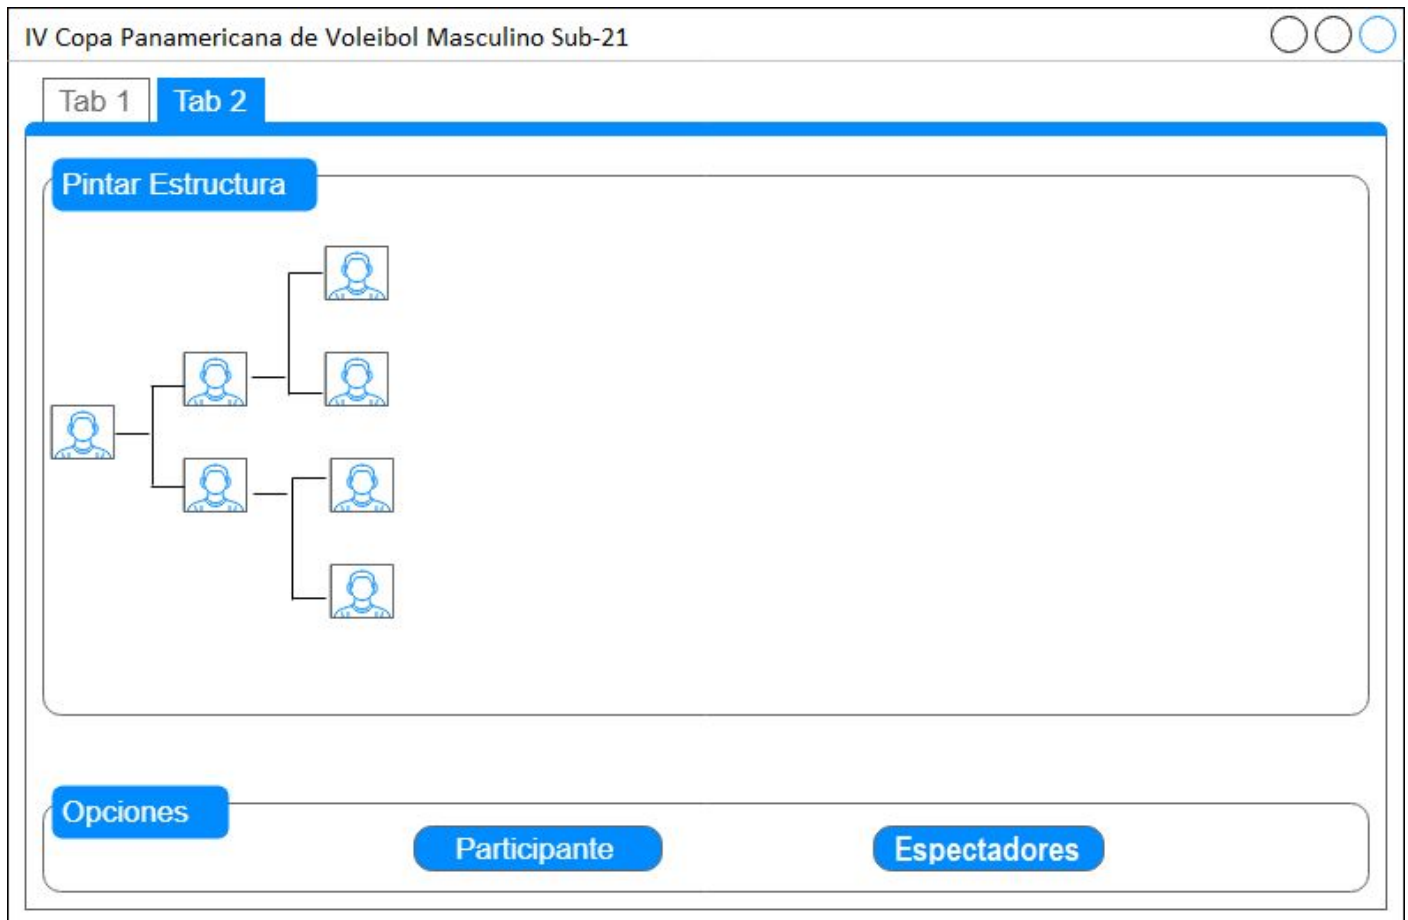 IV Copa Panamericana de Voleibol Masculino Sub-21
Tab 1 Tab 2
Pintar Estructura
Opciones
Participante Espectadores